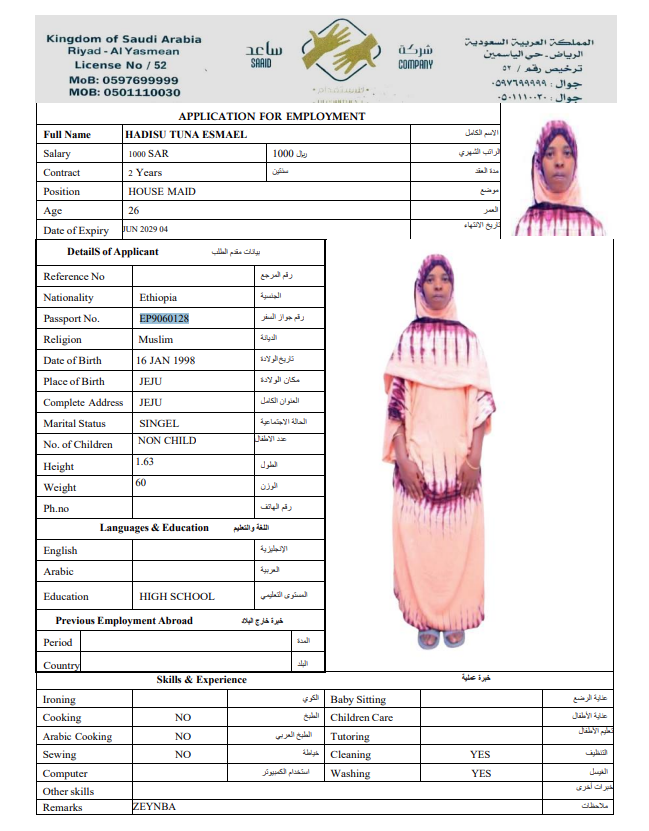 Kingdom of Saudi Arabia
Riyad - Al Yasmean
License No / 52
MoB: 0597699999
MOB: 0501110030
ساعد
SAAID
شركة
COMPANY
للاستقدام
المملكة العربية السعودية
الرياض - حي الياسمين
ترخيص رقم / ٥٢
جوال : ٠٥٩٧٦٩٩٩٩٩
جوال : ٠٥٠١١١٠٠٣٠
APPLICATION FOR EMPLOYMENT
Full Name HADISU TUNA ESMAEL الاسم الكامل
Salary 1000 SAR 1000 ريال الراتب الشهري
Contract 2 Years سنتين مدة العقد
Position HOUSE MAID موضع
Age 26 العمر
Date of Expiry JUN 2029 04 تاريخ الانتهاء
DetailS of Applicant بيانات مقدم الطلب
Reference No رقم المرجع
Nationality Ethiopia الجنسية
Passport No. EP9060128 رقم جواز السفر
Religion Muslim الديانة
Date of Birth 16 JAN 1998 تاريخ الولادة
Place of Birth JEJU مكان الولادة
Complete Address JEJU العنوان الكامل
Marital Status SINGEL الحالة الاجتماعية
No. of Children NON CHILD عدد الاطفال
Height 1.63 الطول
Weight 60 الوزن
Ph.no رقم الهاتف
Languages & Education اللغة والتعليم
English الإنجليزية
Arabic العربية
Education HIGH SCHOOL المستوى التعليمي
Previous Employment Abroad خبرة خارج البلاد
Period المدة
Country البلد
Skills & Experience خبرة عملية
Ironing الكوي Baby Sitting عناية الرضع
Cooking NO الطبخ Children Care عناية الأطفال
Arabic Cooking NO الطبخ العربي Tutoring تعليم الأطفال
Sewing NO خياطة Cleaning YES التنظيف
Computer استخدام الكمبيوتر Washing YES الغسيل
Other skills خبرات أخرى
Remarks ZEYNBA ملاحظات